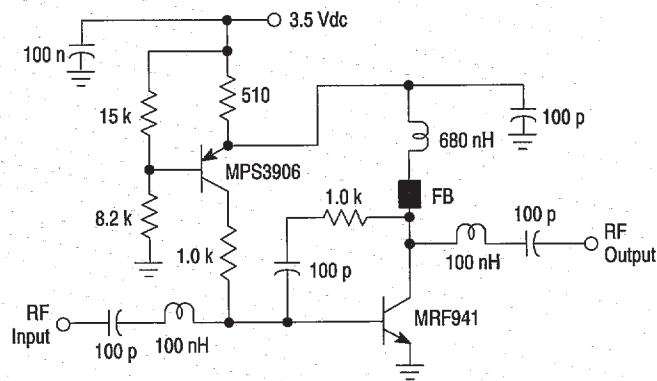 3.5 Vdc
100 n
510
15 k
100 p
680 nH
MPS3906
FB
1.0 k
8.2 k
100 p
RF
Output
1.0 k
100 p
100 nH
MRF941
RF
Input
100 p
100 nH